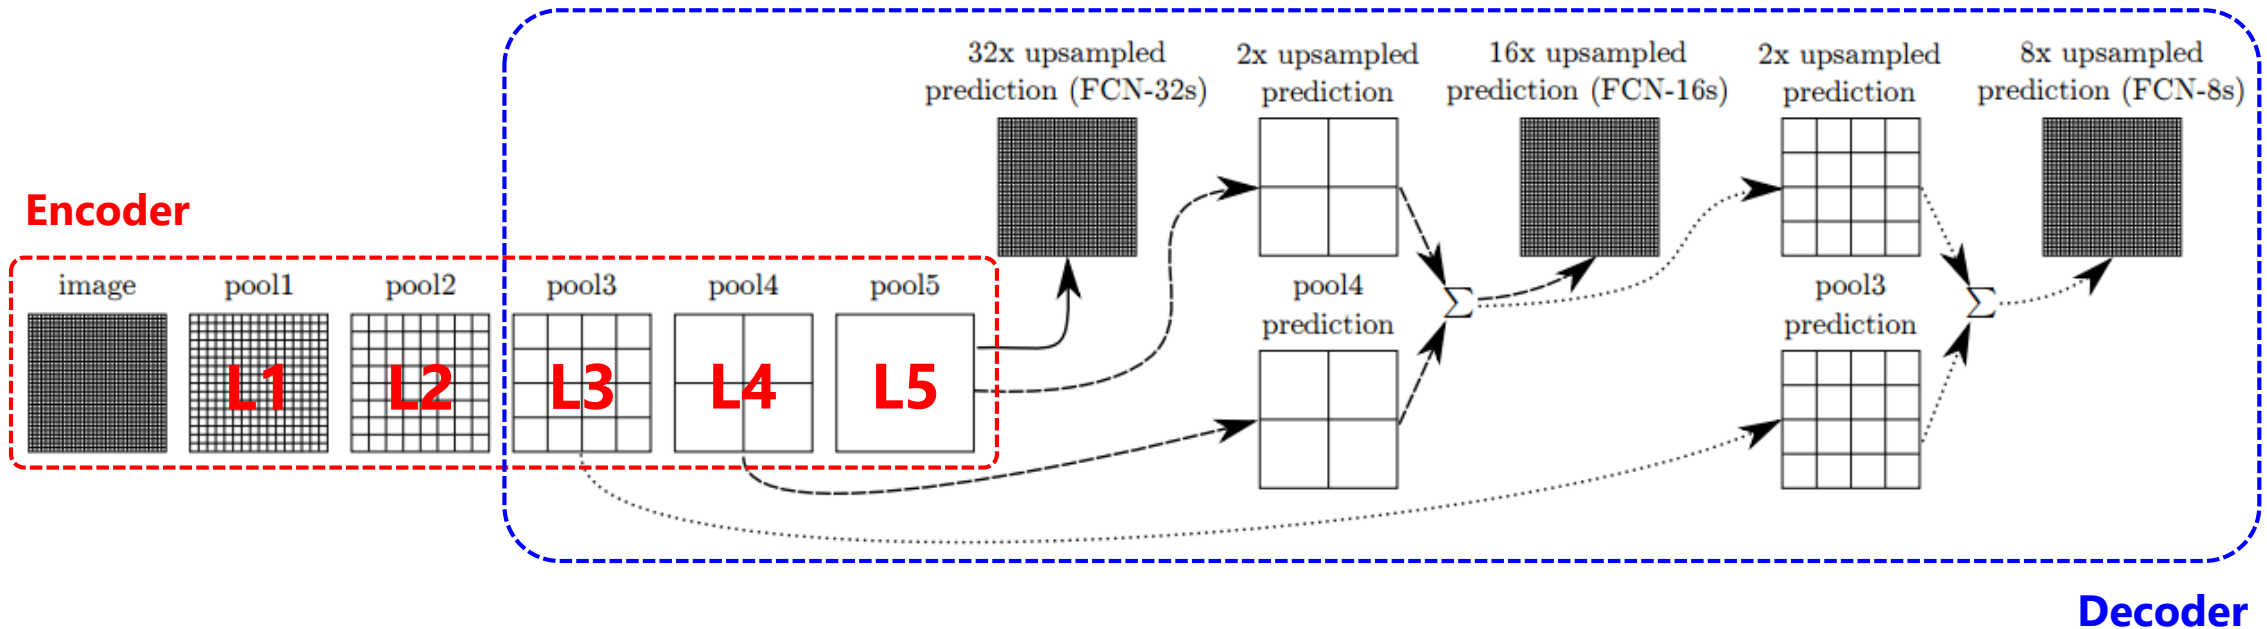 32x upsampled
prediction (FCN-32s)
2x upsampled
prediction
16x upsampled
prediction (FCN-16s)
2x upsampled
prediction
8x upsampled
prediction (FCN-8s)
Encoder
image
pool1
pool2
pool3
pool4
pool5
pool4
prediction
pool3
prediction
∑
∑
L1
L2
L3
L4
L5
Decoder